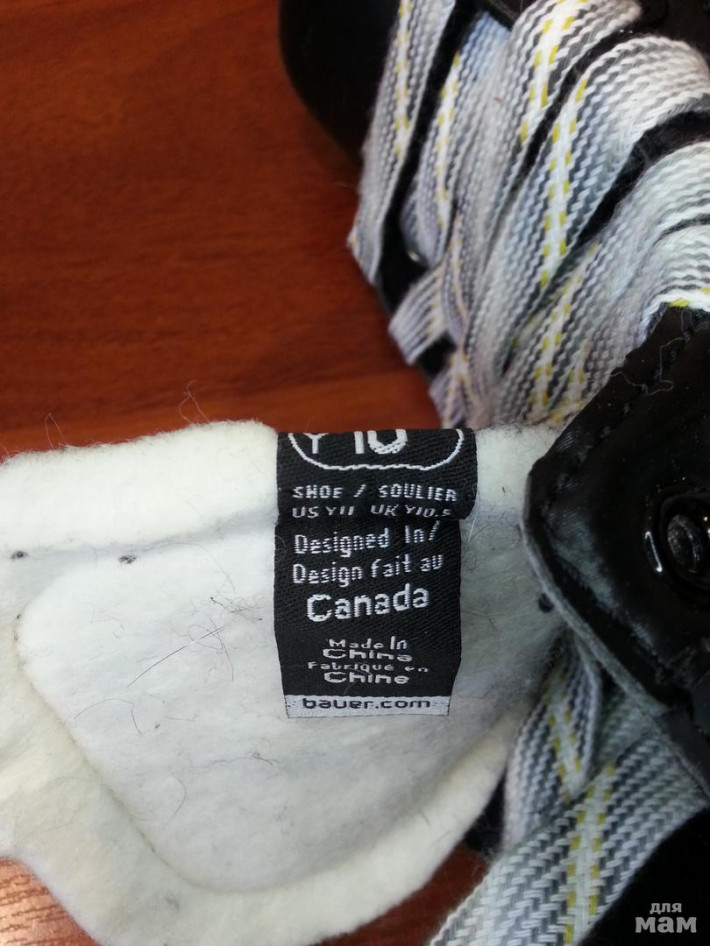 Y 10
SHOE / SOULIER
US Y11 UK Y10.5
Designed In/
Design fait au
Canada
Made In
China
Fabriqué en
Chine
bauer.com
для
мам